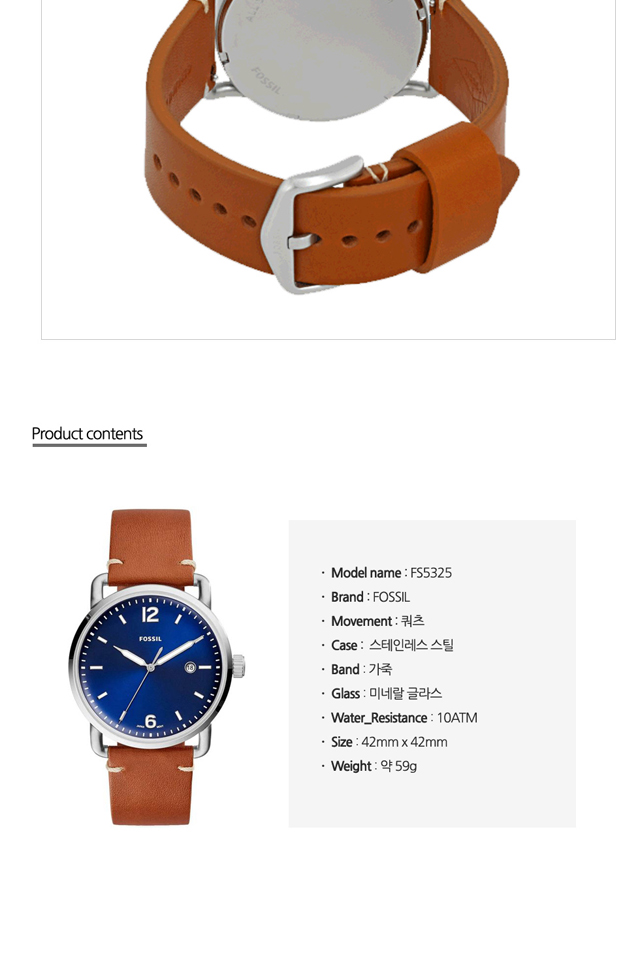 FOSSIL
Product contents
12
FOSSIL
6
· Model name : FS5325
· Brand : FOSSIL
· Movement : 쿼츠
· Case : 스테인레스 스틸
· Band : 가죽
· Glass : 미네랄 글라스
· Water_Resistance : 10ATM
· Size : 42mm x 42mm
· Weight : 약 59g